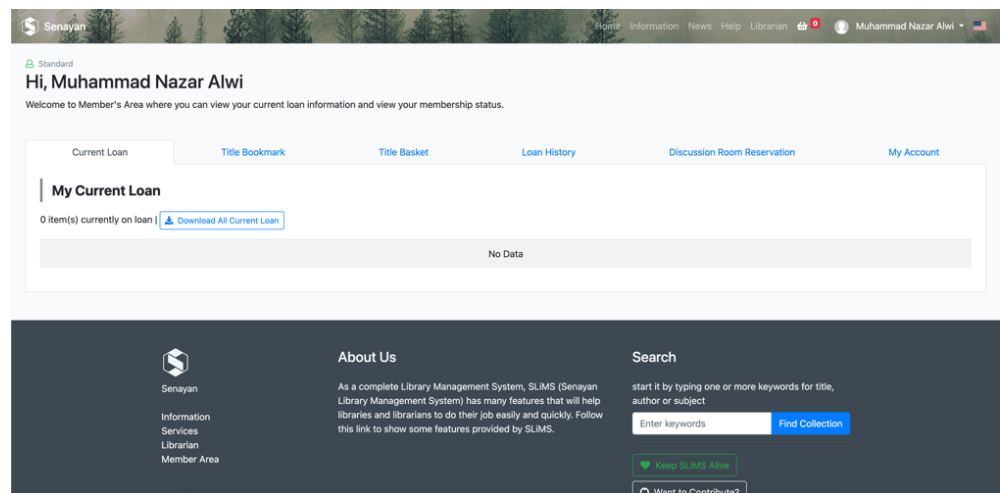 Senayan
Home Information News Help Librarian 0 Muhammad Nazar Alwi
Standard
Hi, Muhammad Nazar Alwi
Welcome to Member's Area where you can view your current loan information and view your membership status.
Current Loan Title Bookmark Title Basket Loan History Discussion Room Reservation My Account
My Current Loan
0 item(s) currently on loan | Download All Current Loan
No Data
Senayan
Information
Services
Librarian
Member Area
About Us
As a complete Library Management System, SLiMS (Senayan
Library Management System) has many features that will help
libraries and librarians to do their job easily and quickly. Follow
this link to show some features provided by SLiMS.
Search
start it by typing one or more keywords for title,
author or subject
Enter keywords Find Collection
Keep SLiMS Alive
Want to Contribute?